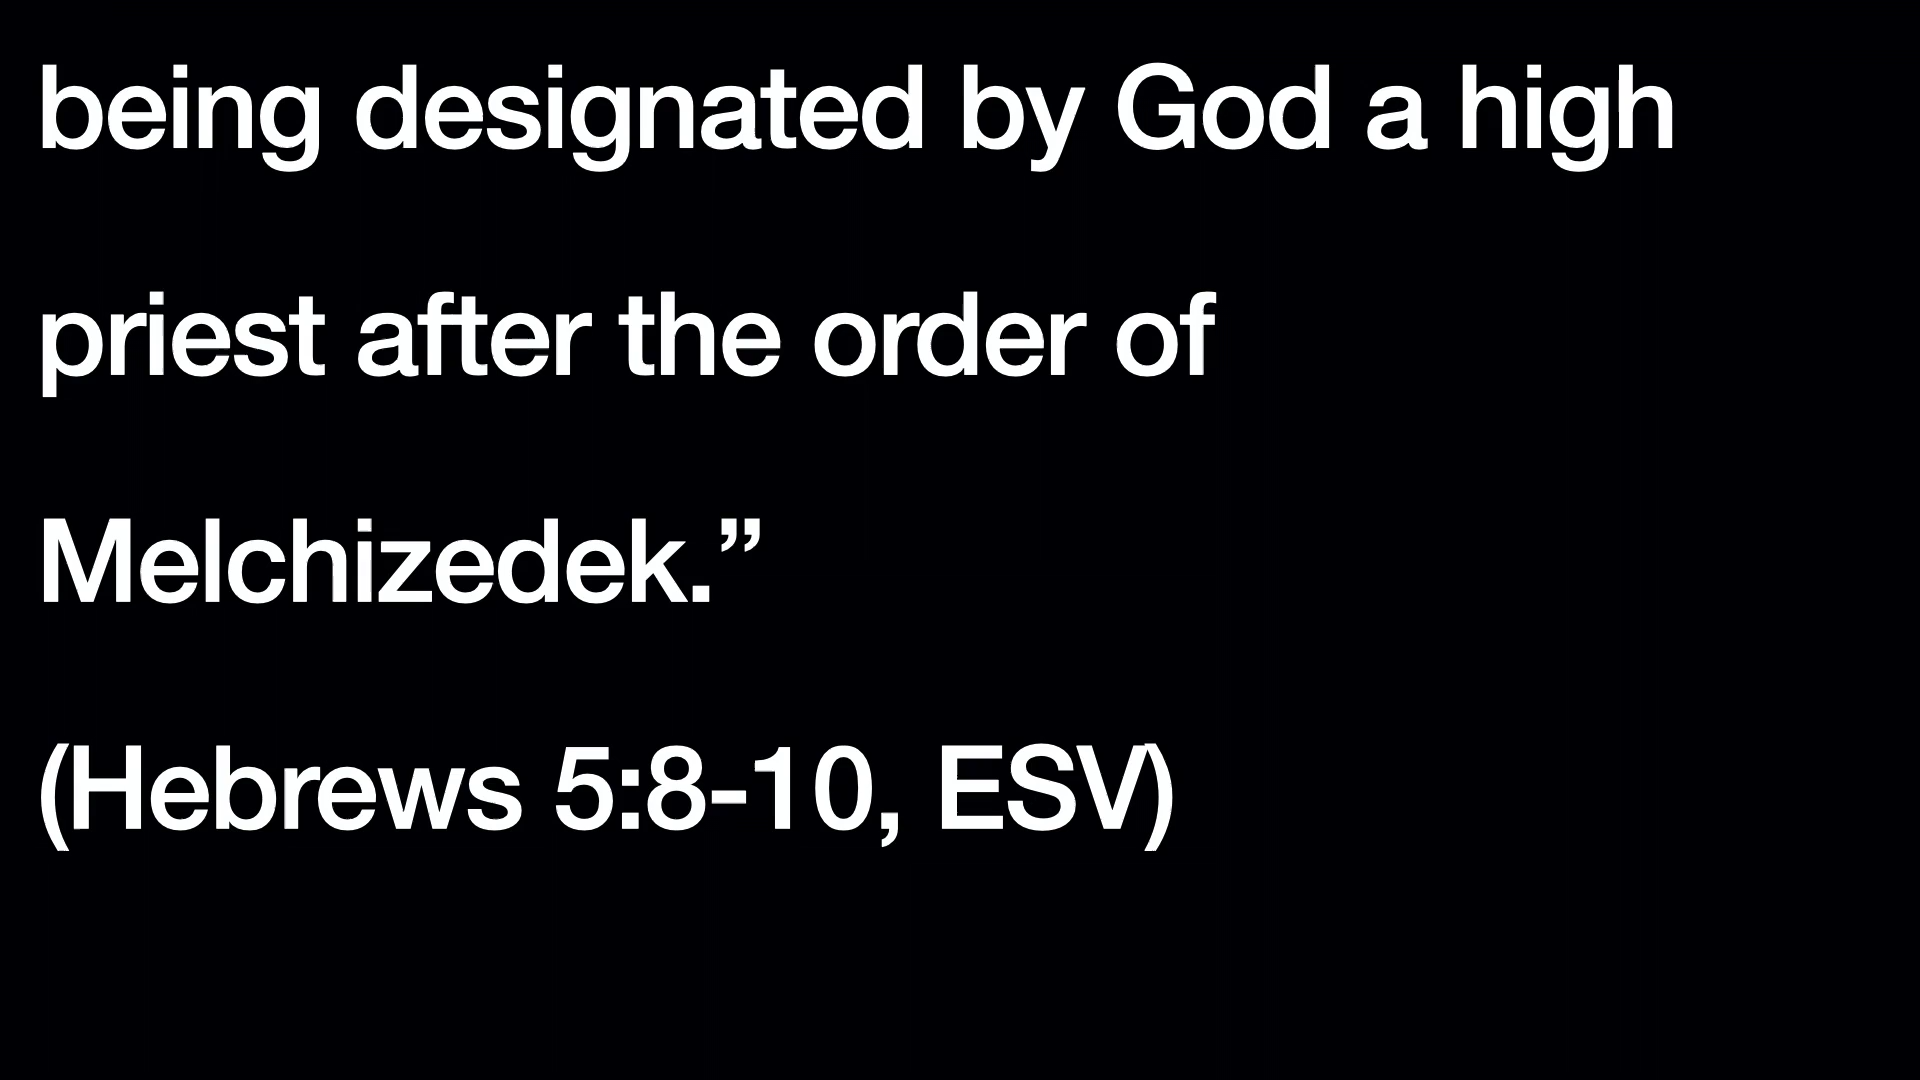 being designated by God a high
priest after the order of
Melchizedek.”
(Hebrews 5:8-10, ESV)